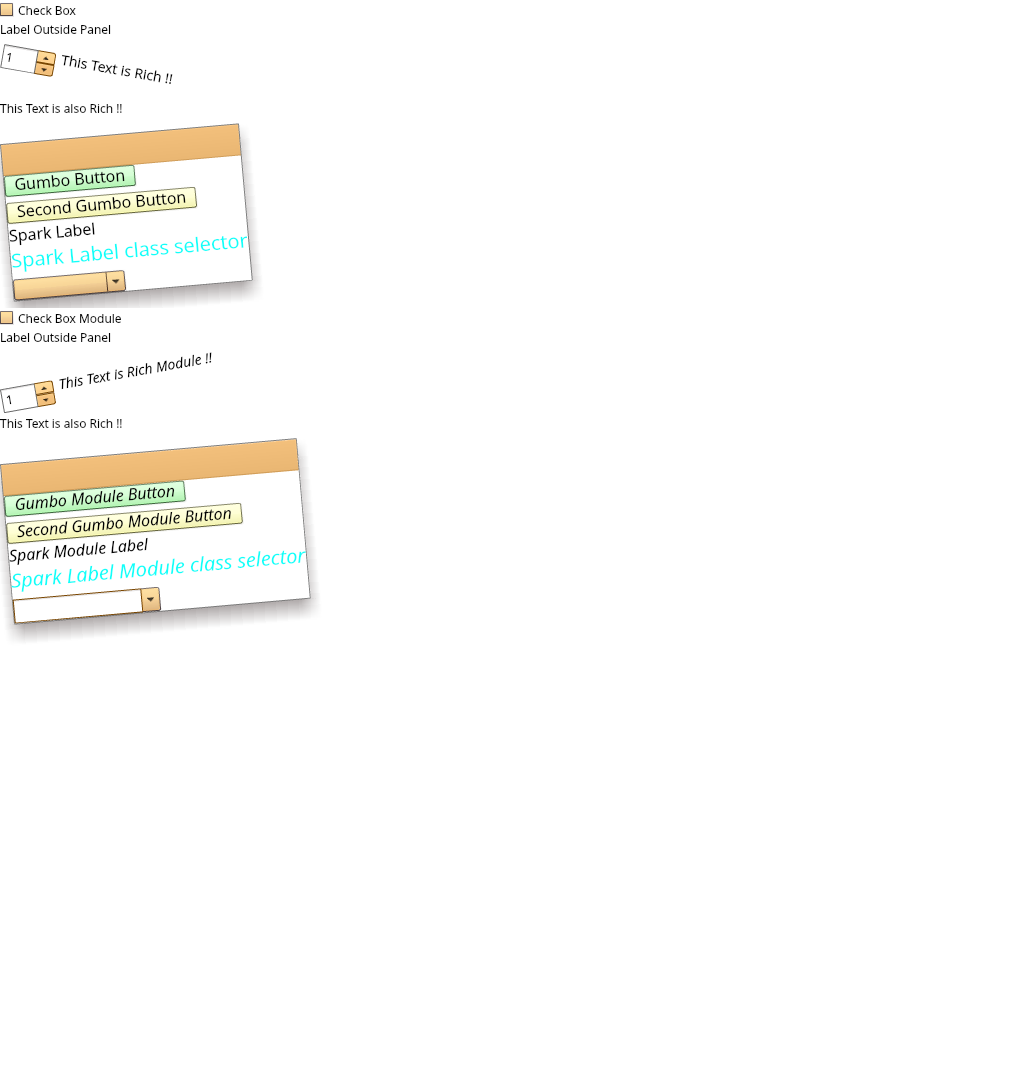 Check Box
Label Outside Panel
1 This Text is Rich !!
This Text is also Rich !!
Gumbo Button
Second Gumbo Button
Spark Label
Spark Label class selector
Check Box Module
Label Outside Panel
This Text is Rich Module !!
1
This Text is also Rich !!
Gumbo Module Button
Second Gumbo Module Button
Spark Module Label
Spark Label Module class selector